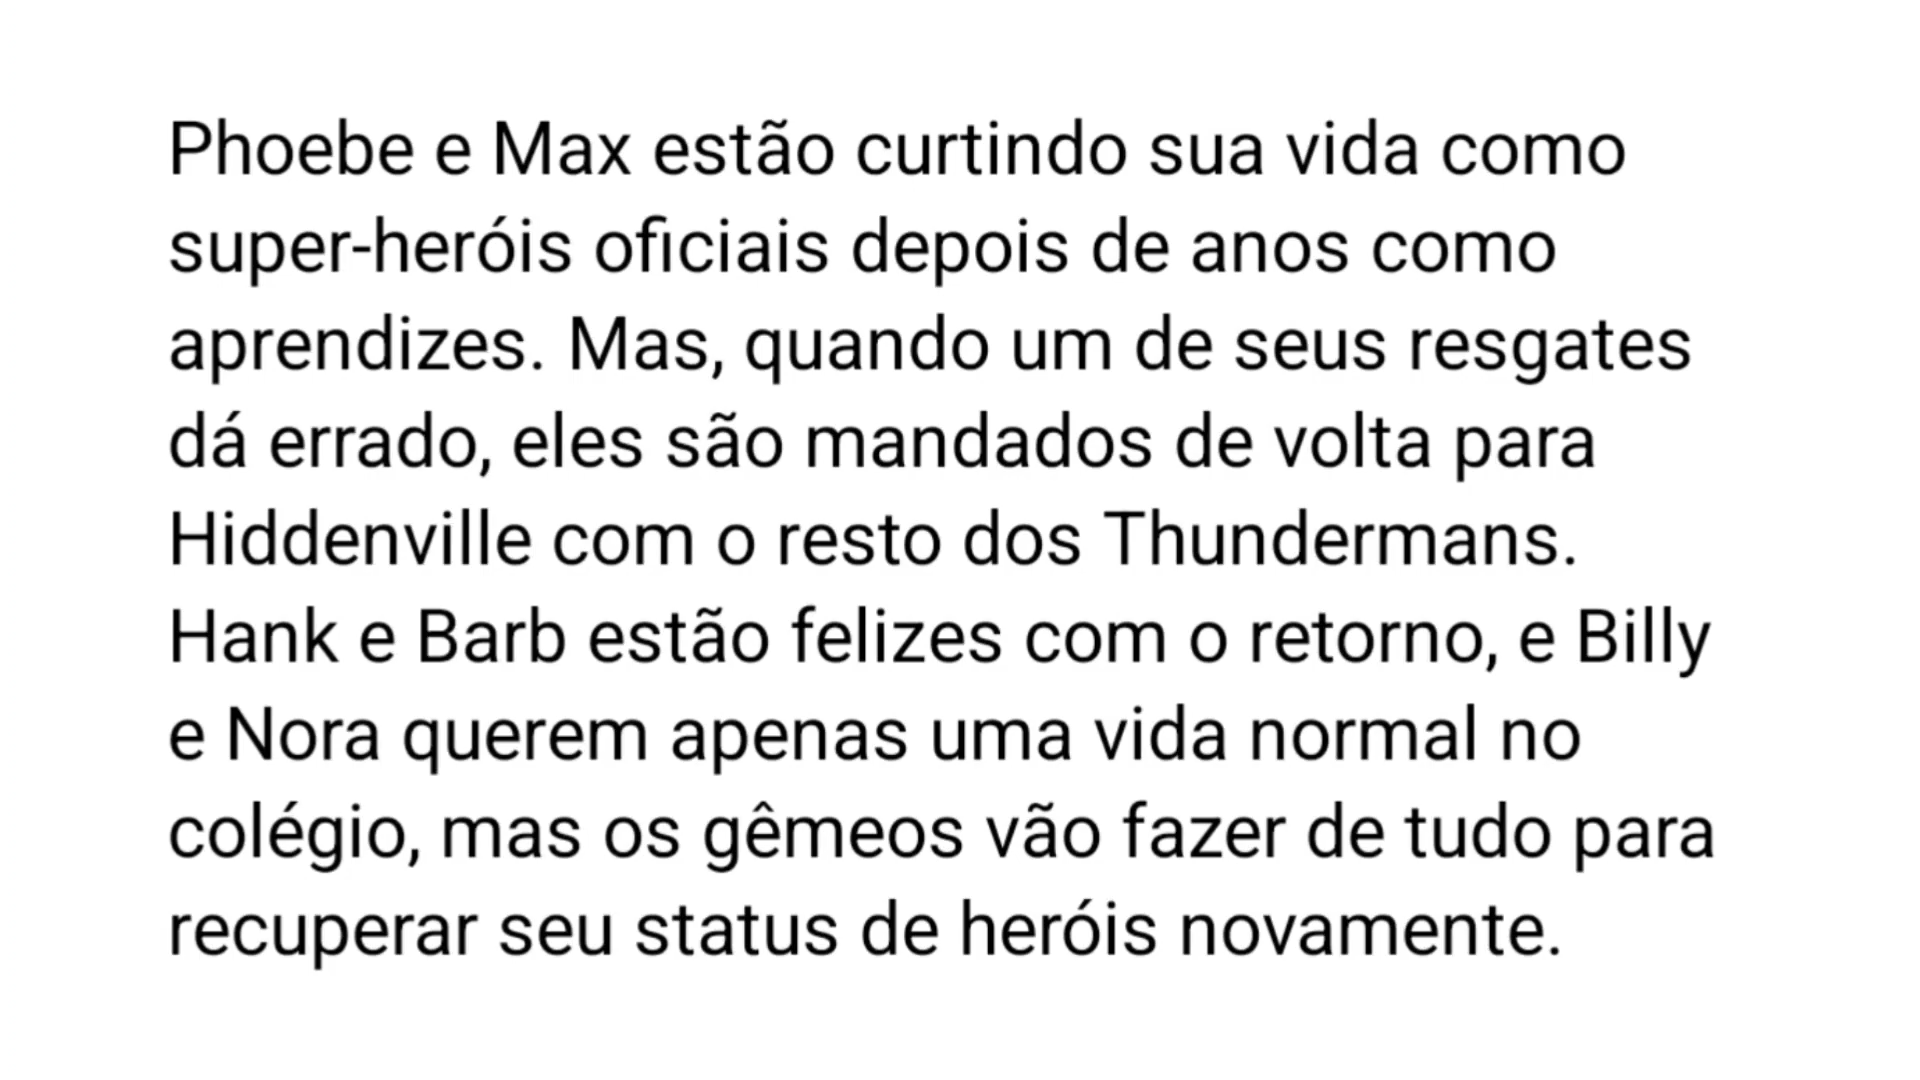 Phoebe e Max estão curtindo sua vida como
super-heróis oficiais depois de anos como
aprendizes. Mas, quando um de seus resgates
dá errado, eles são mandados de volta para
Hiddenville com o resto dos Thundermans.
Hank e Barb estão felizes com o retorno, e Billy
e Nora querem apenas uma vida normal no
colégio, mas os gêmeos vão fazer de tudo para
recuperar seu status de heróis novamente.